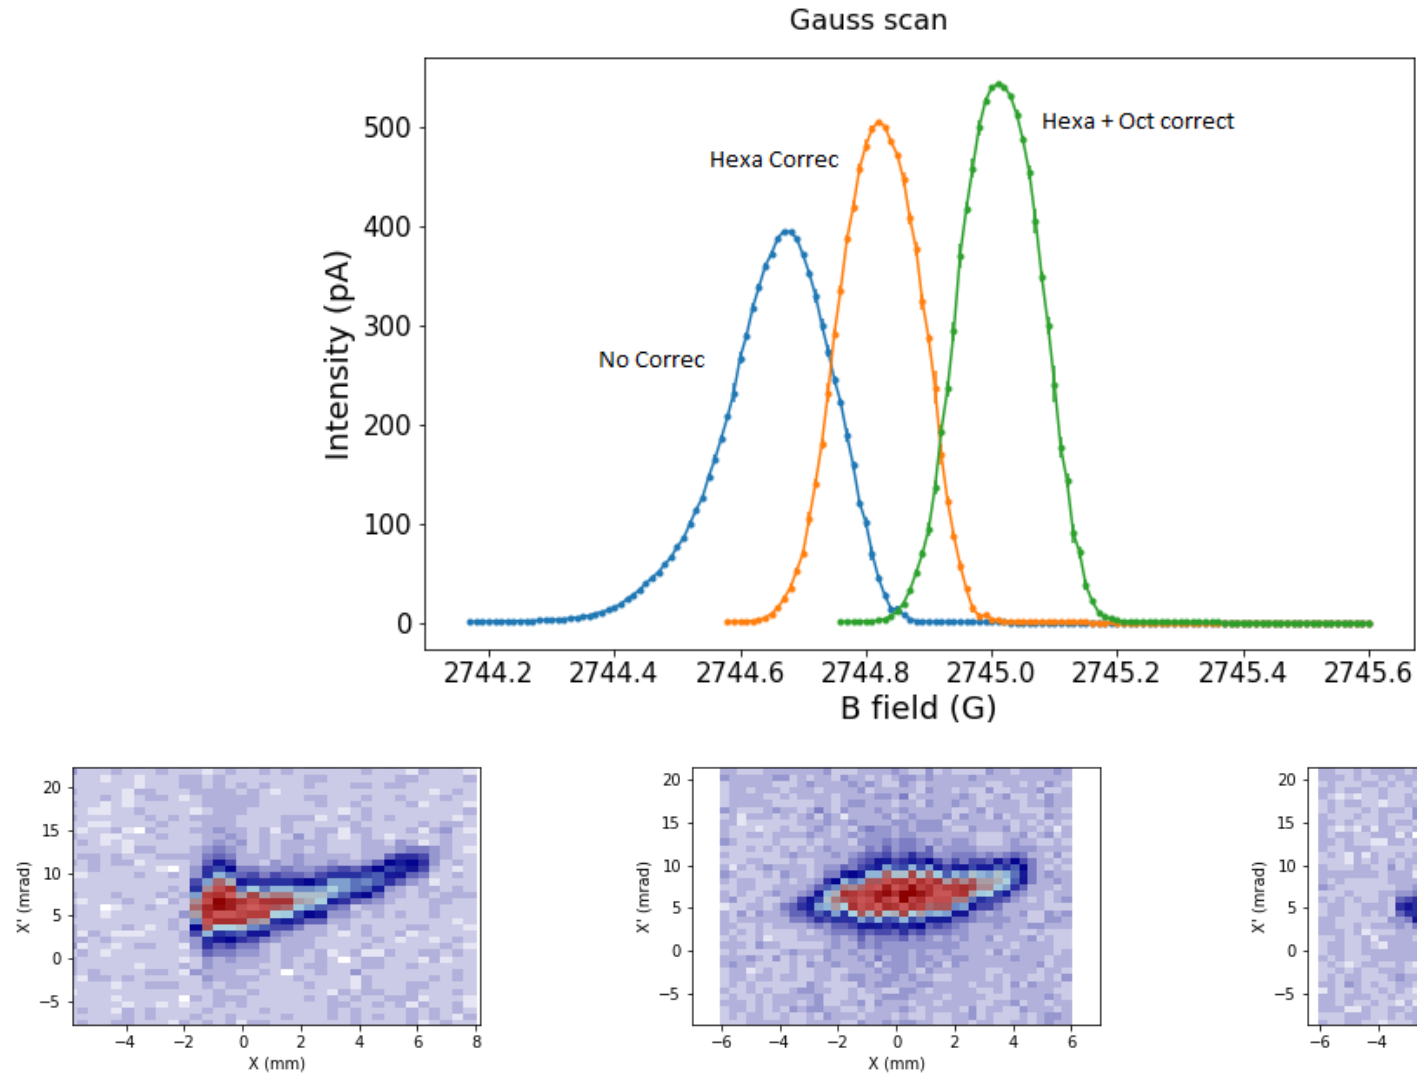 Gauss scan
Intensity (pA)
500
400
300
200
100
0
No Correc
Hexa Correc
Hexa + Oct correct
2744.2 2744.4 2744.6 2744.8 2745.0 2745.2 2745.4 2745.6
B field (G)
X' (mrad)
20
15
10
5
0
−5
−4 −2 0 2 4 6 8
X (mm)
X' (mrad)
20
15
10
5
0
−5
−6 −4 −2 0 2 4 6
X (mm)
X' (mrad)
20
15
10
5
0
−5
−6 −4